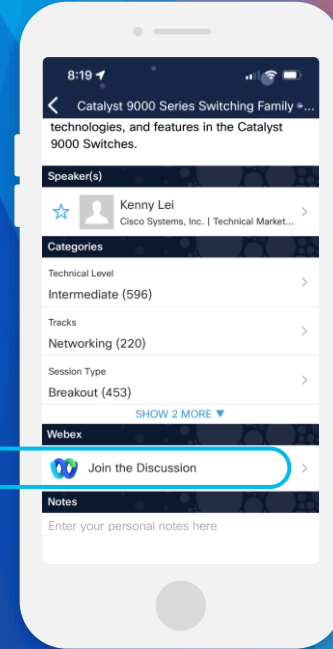 8:19
Catalyst 9000 Series Switching Family -...
technologies, and features in the Catalyst
9000 Switches.
Speaker(s)
Kenny Lei
Cisco Systems, Inc. | Technical Market...
Categories
Technical Level
Intermediate (596)
Tracks
Networking (220)
Session Type
Breakout (453)
SHOW 2 MORE ▼
Webex
Join the Discussion
Notes
Enter your personal notes here